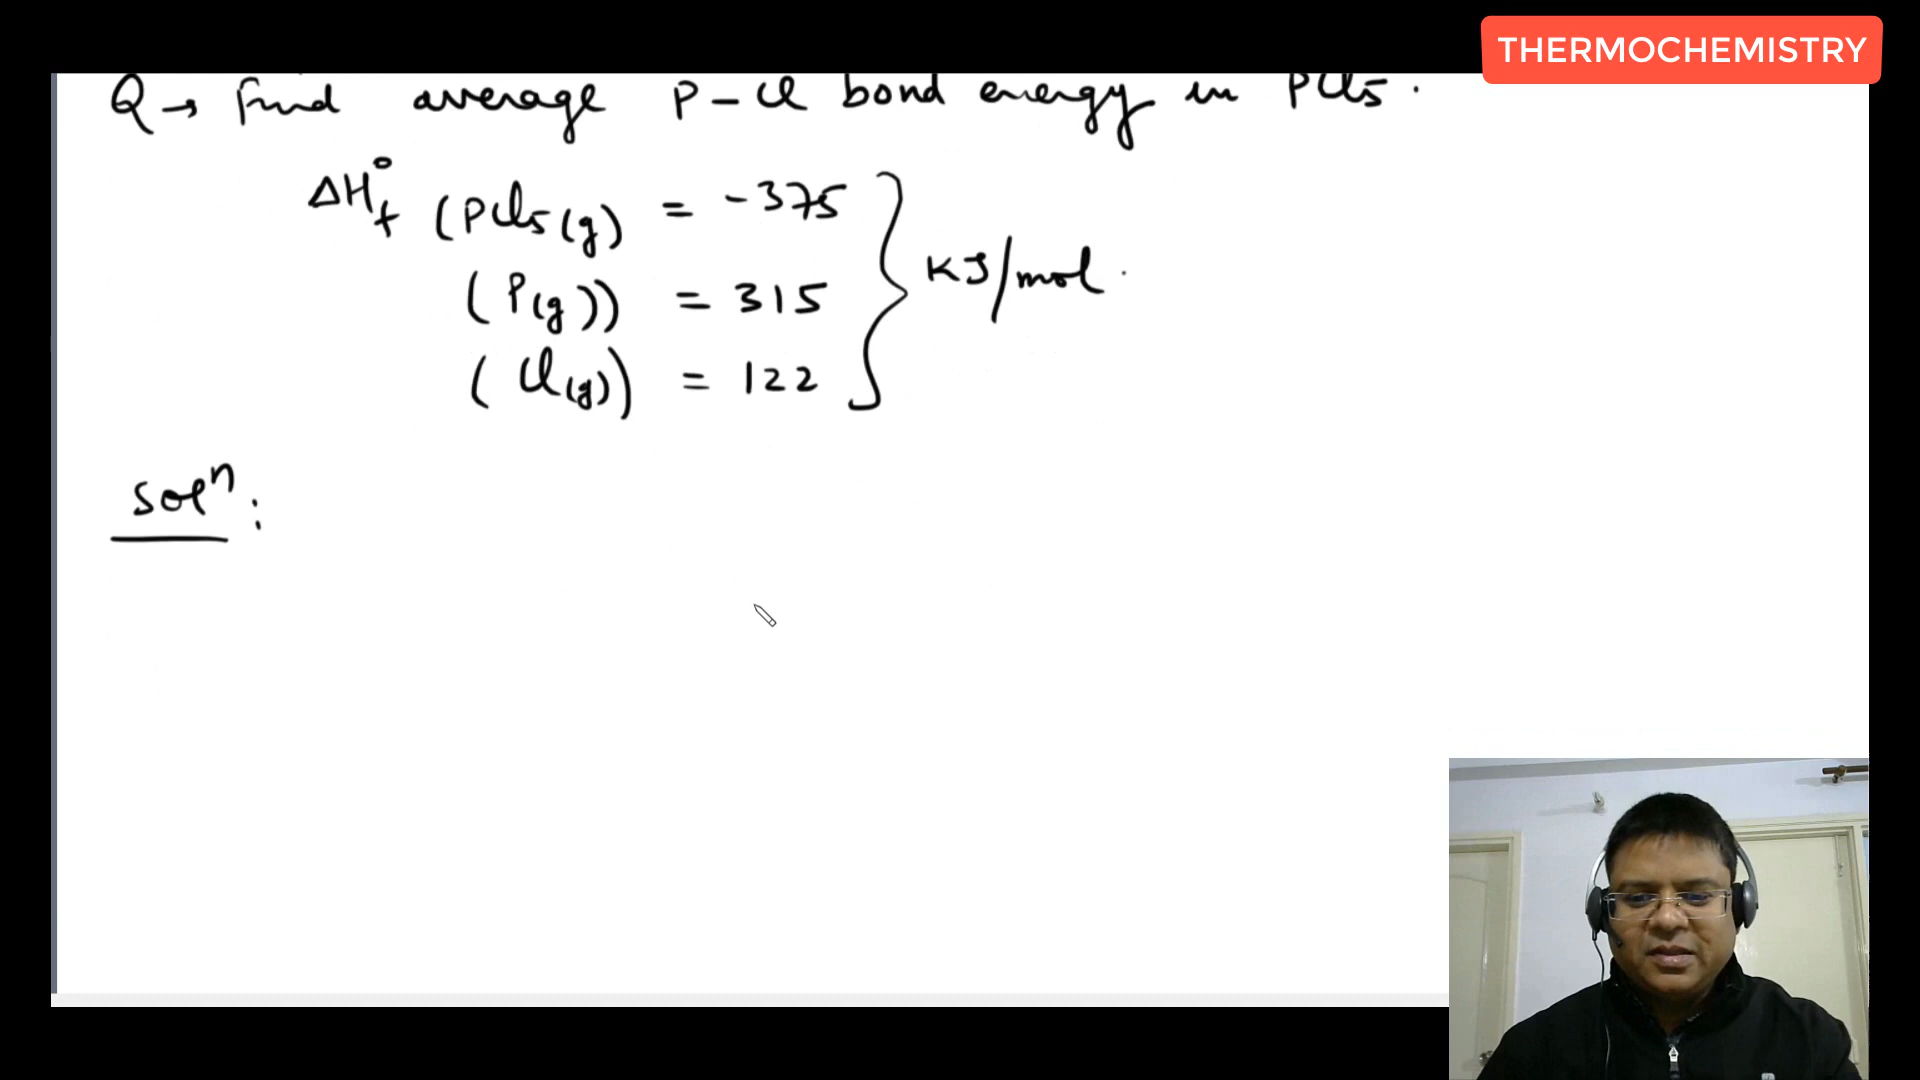 THERMOCHEMISTRY
Q → Find average P-Cl bond energy in PCl5.
ΔH°f (PCl5(g) = -375
(P(g)) = 315
(Cl(g)) = 122
KJ/mol.
Solⁿ: